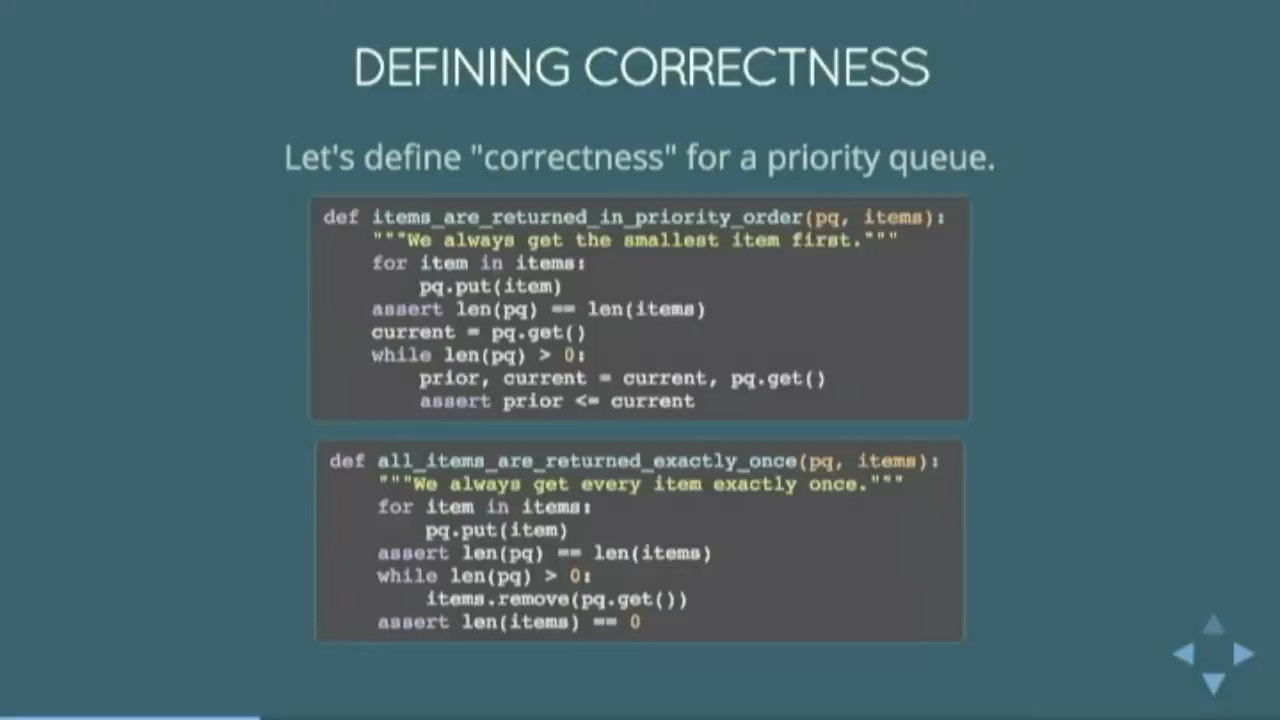 DEFINING CORRECTNESS
Let's define "correctness" for a priority queue.
def items_are_returned_in_priority_order(pq, items):
    """We always get the smallest item first."""
    for item in items:
        pq.put(item)
    assert len(pq) == len(items)
    current = pq.get()
    while len(pq) > 0:
        prior, current = current, pq.get()
        assert prior <= current
def all_items_are_returned_exactly_once(pq, items):
    """We always get every item exactly once."""
    for item in items:
        pq.put(item)
    assert len(pq) == len(items)
    while len(pq) > 0:
        items.remove(pq.get())
    assert len(items) == 0